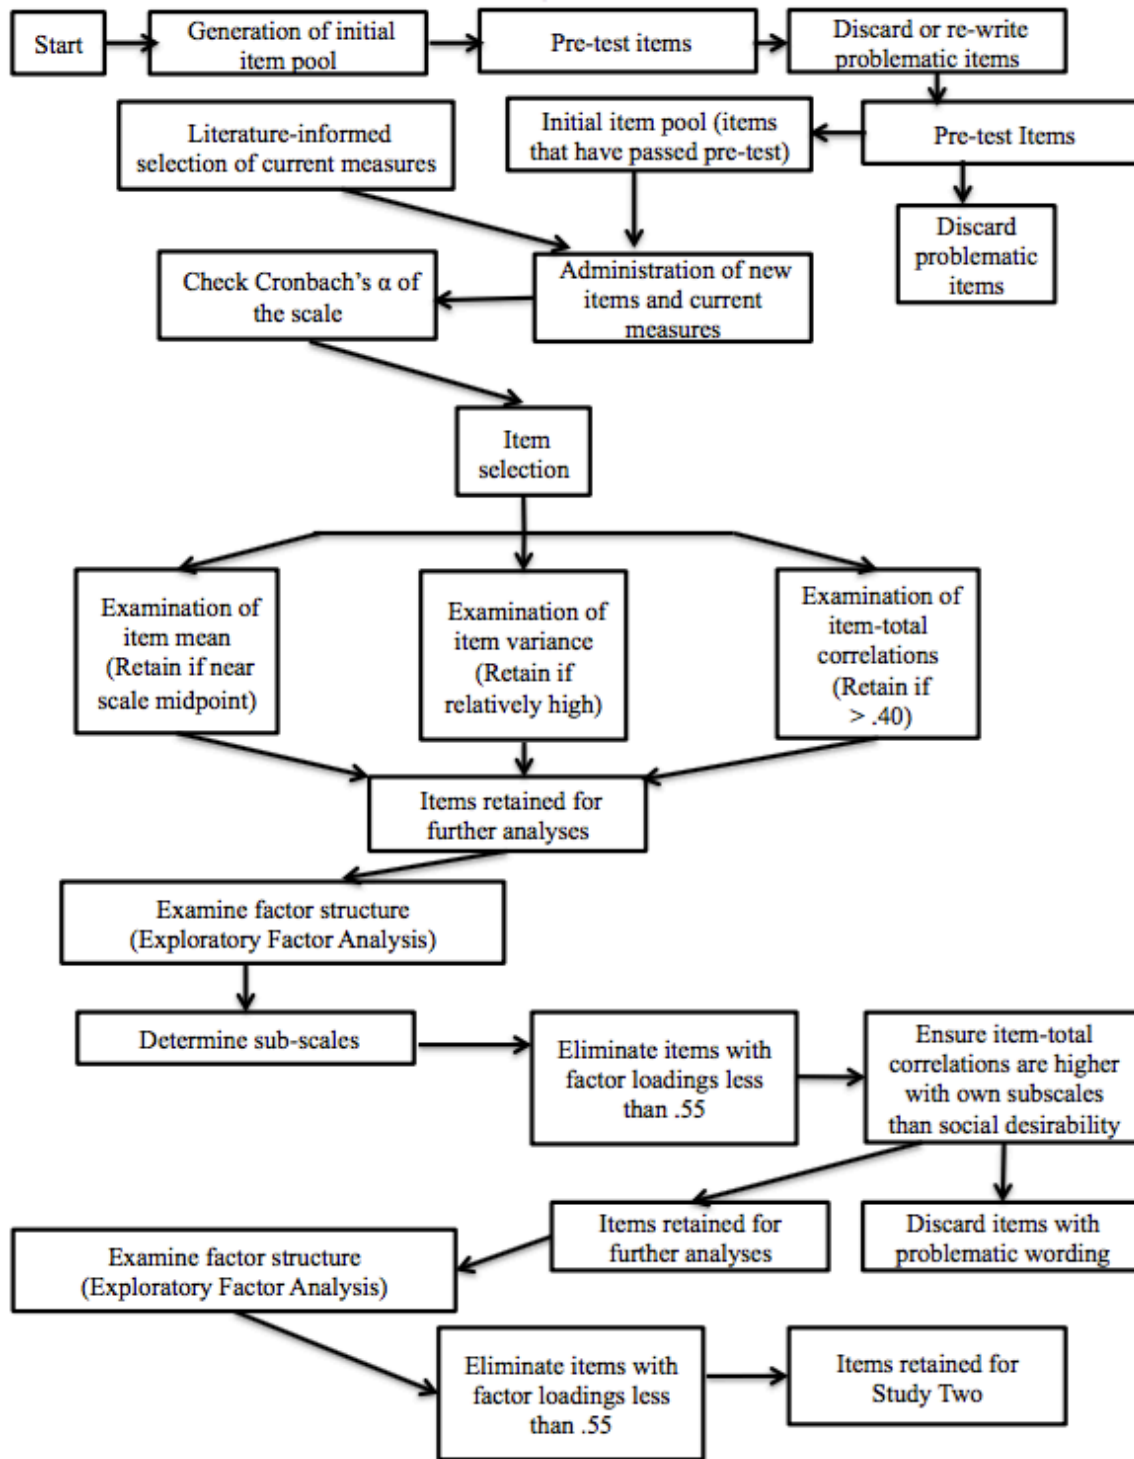 Start
Generation of initial
item pool
Pre-test items
Discard or re-write
problematic items
Literature-informed
selection of current measures
Initial item pool (items
that have passed pre-test)
Pre-test Items
Discard
problematic
items
Check Cronbach's α of
the scale
Administration of new
items and current
measures
Item
selection
Examination of
item mean
(Retain if near
scale midpoint)
Examination of
item variance
(Retain if
relatively high)
Examination of
item-total
correlations
(Retain if
> .40)
Items retained for
further analyses
Examine factor structure
(Exploratory Factor Analysis)
Determine sub-scales
Eliminate items with
factor loadings less
than .55
Ensure item-total
correlations are higher
with own subscales
than social desirability
Items retained for
further analyses
Discard items with
problematic wording
Examine factor structure
(Exploratory Factor Analysis)
Eliminate items with
factor loadings less
than .55
Items retained for
Study Two